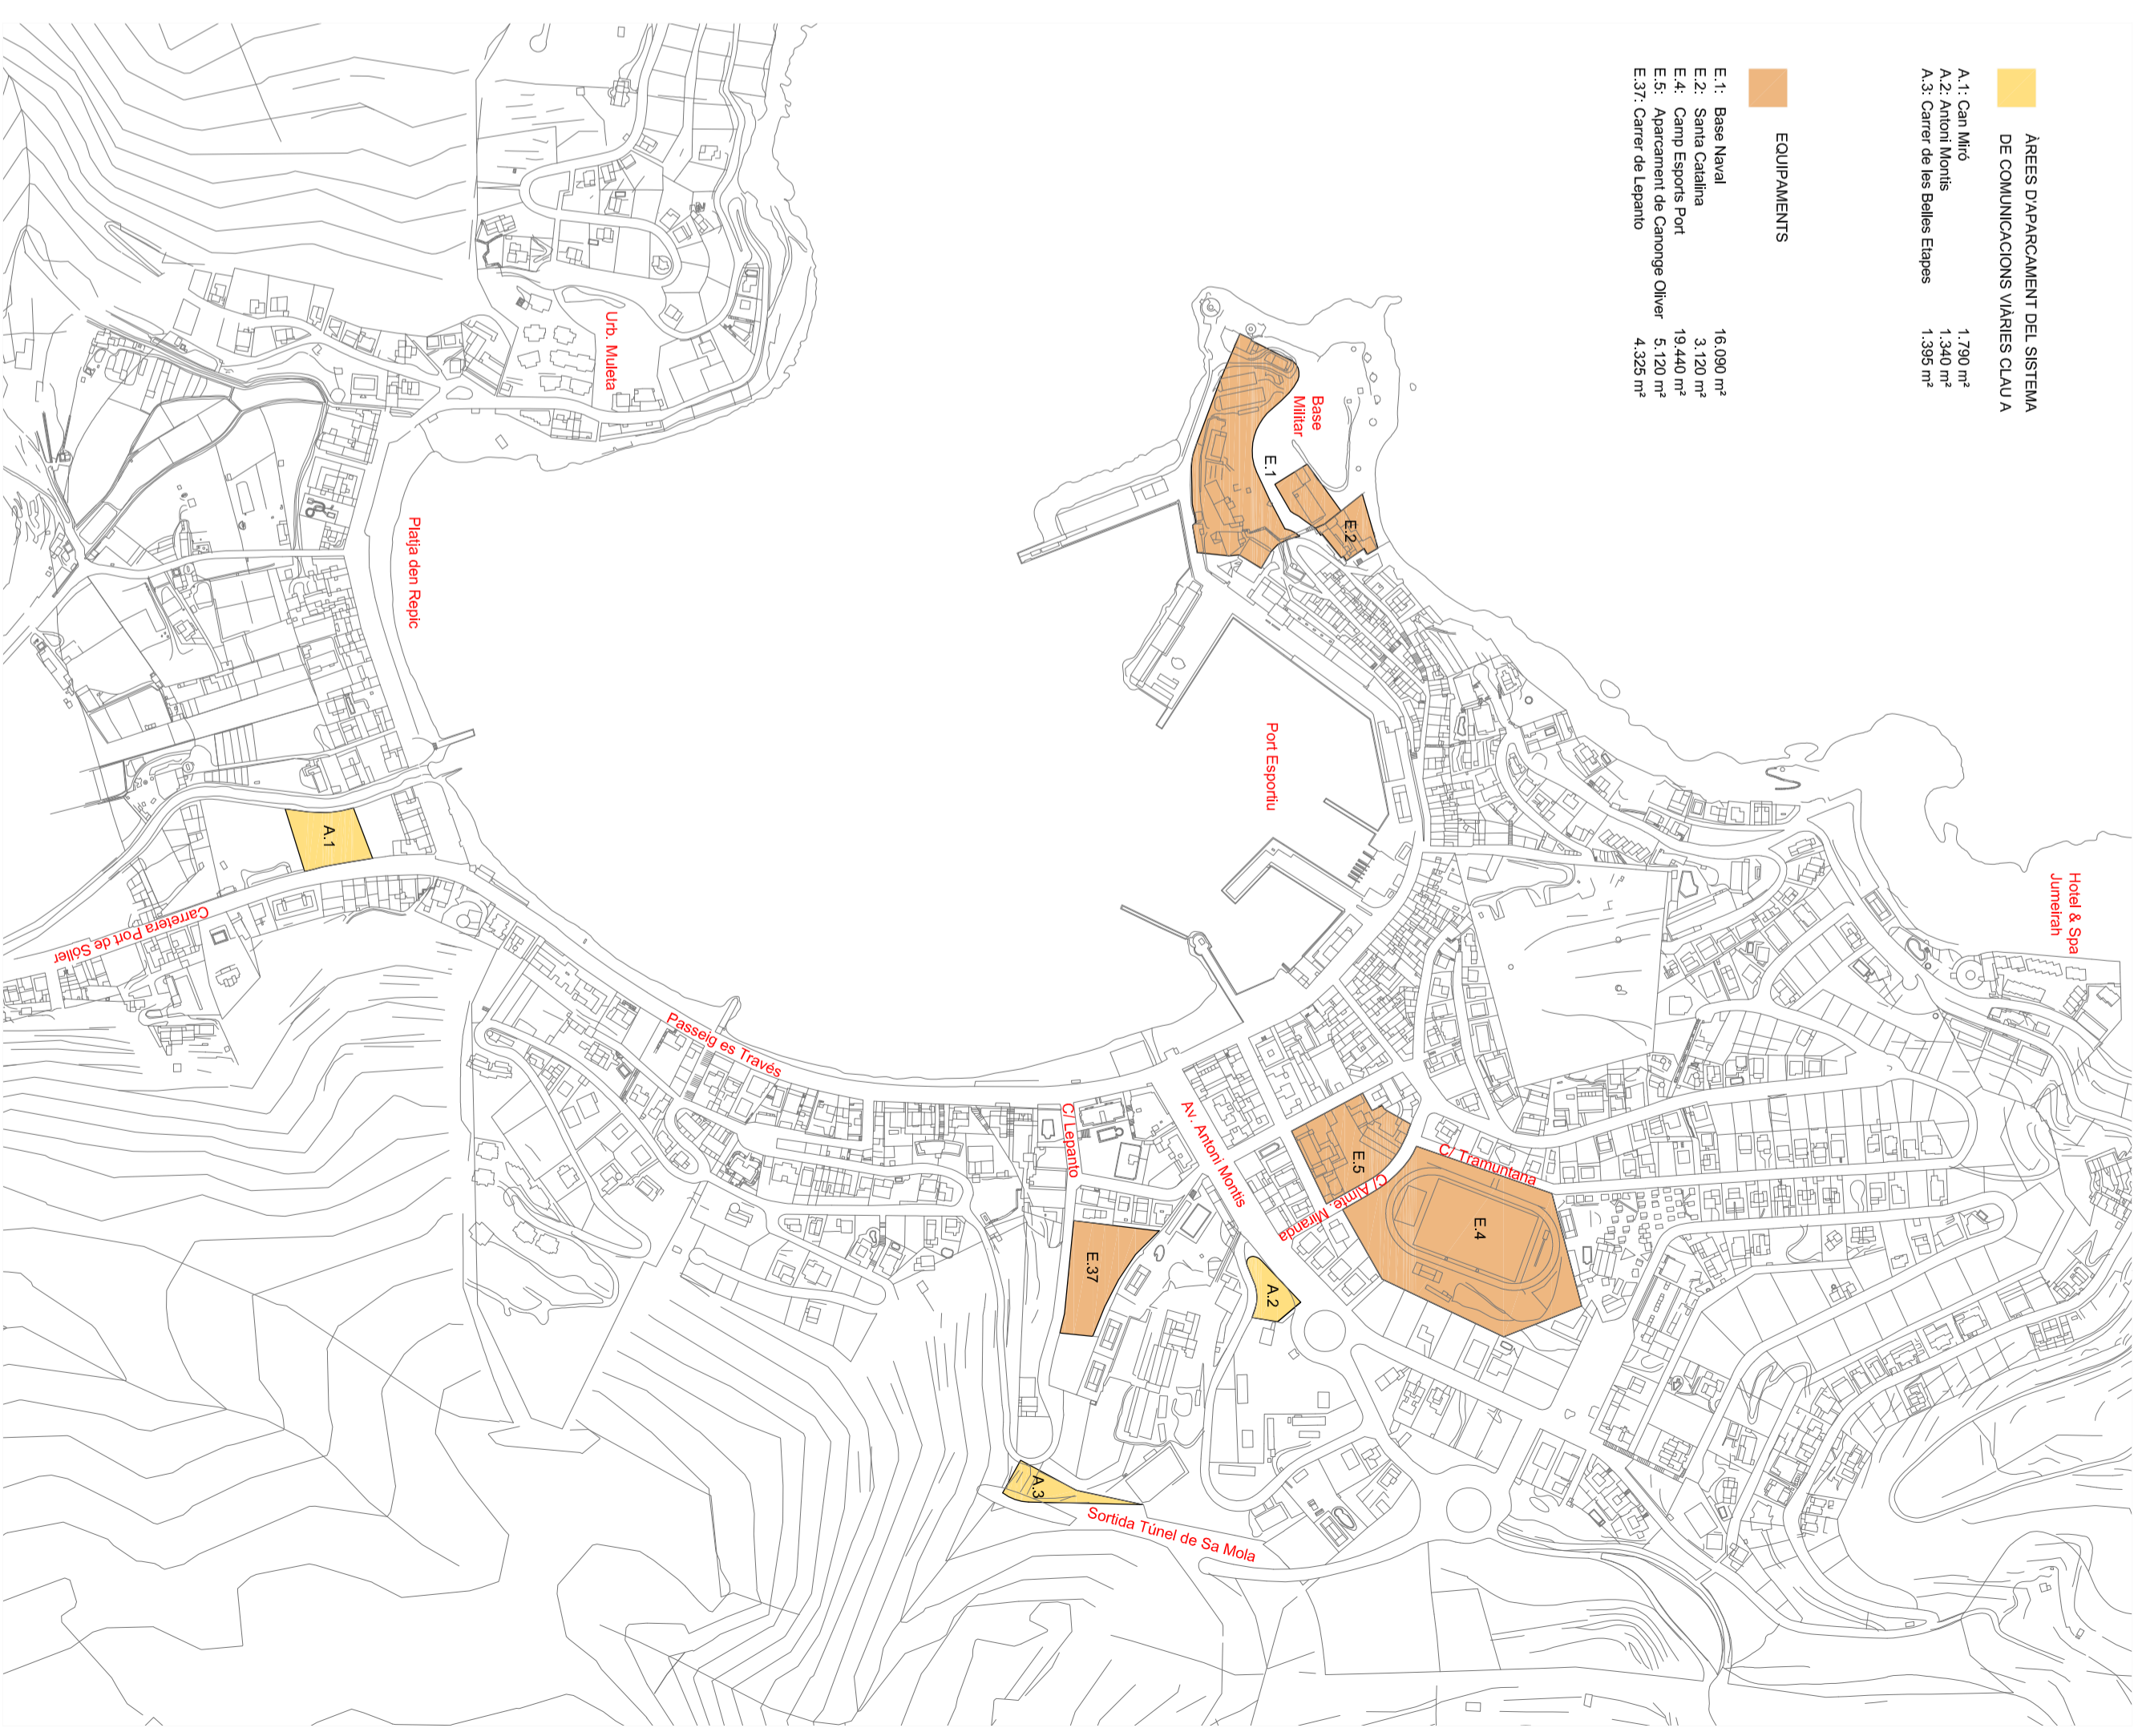 ÀREES D'APARCAMENT DEL SISTEMA
DE COMUNICACIONS VIÀRIES CLAU A
A.1: Can Miró 1.790 m²
A.2: Antoni Montis 1.340 m²
A.3: Carrer de les Belles Etapes 1.395 m²
EQUIPAMENTS
E.1: Base Naval 16.090 m²
E.2: Santa Catalina 3.120 m²
E.4: Camp Esports Port 19.440 m²
E.5: Aparcament de Canonge Oliver 5.120 m²
E.37: Carrer de Lepanto 4.325 m²
Hotel & Spa
Jumeirah
Base
Militar
E.1
E.2
Port Esportiu
Urb. Muleta
Platja den Repic
A.1
Carretera Port de Sóller
Passeig es Través
C/ Lepanto
Av. Antoni Montis
C/ Tramuntana
C/ Almte. Miranda
E.5
E.4
E.37
A.2
A.3
Sortida Túnel de Sa Mola